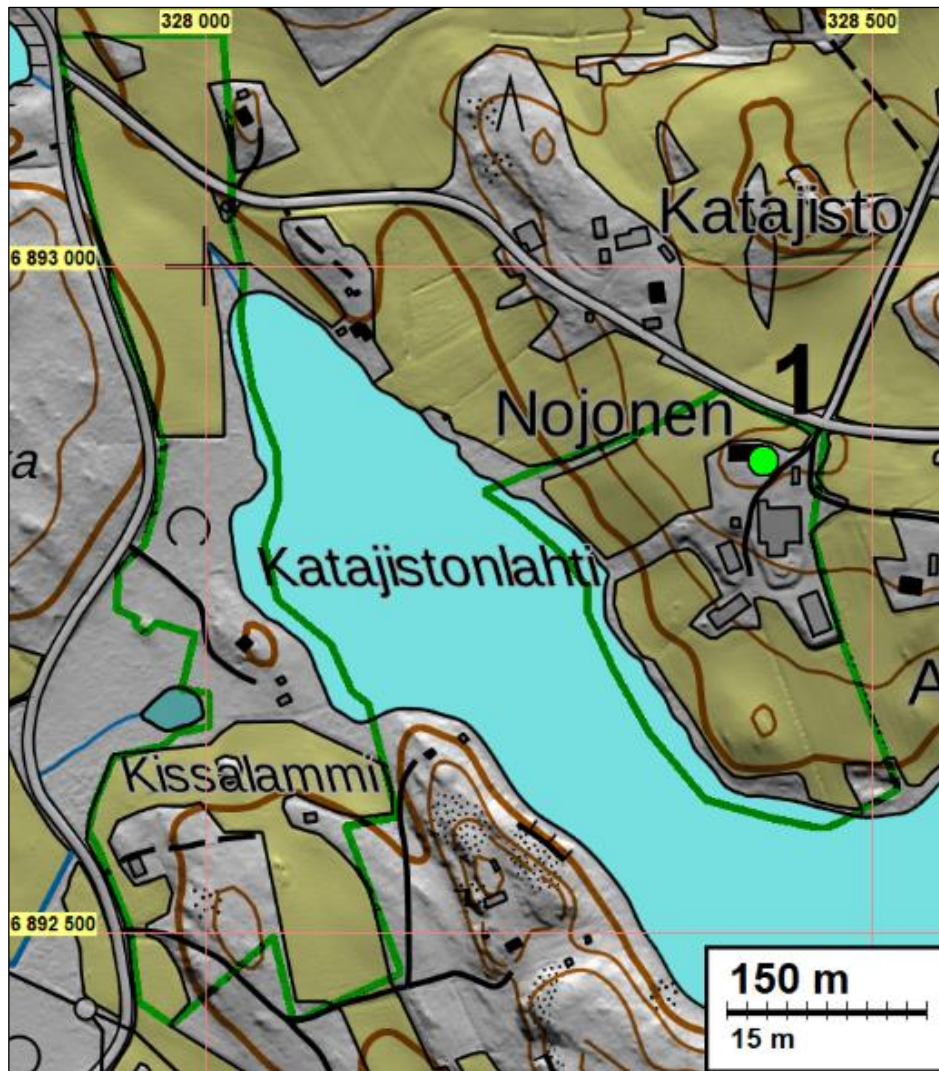 328 000
328 500
Katajisto
6 893 000
1
Nojonen
a
Katajistonlahti
A
Kissalammi
6 892 500
150 m
15 m